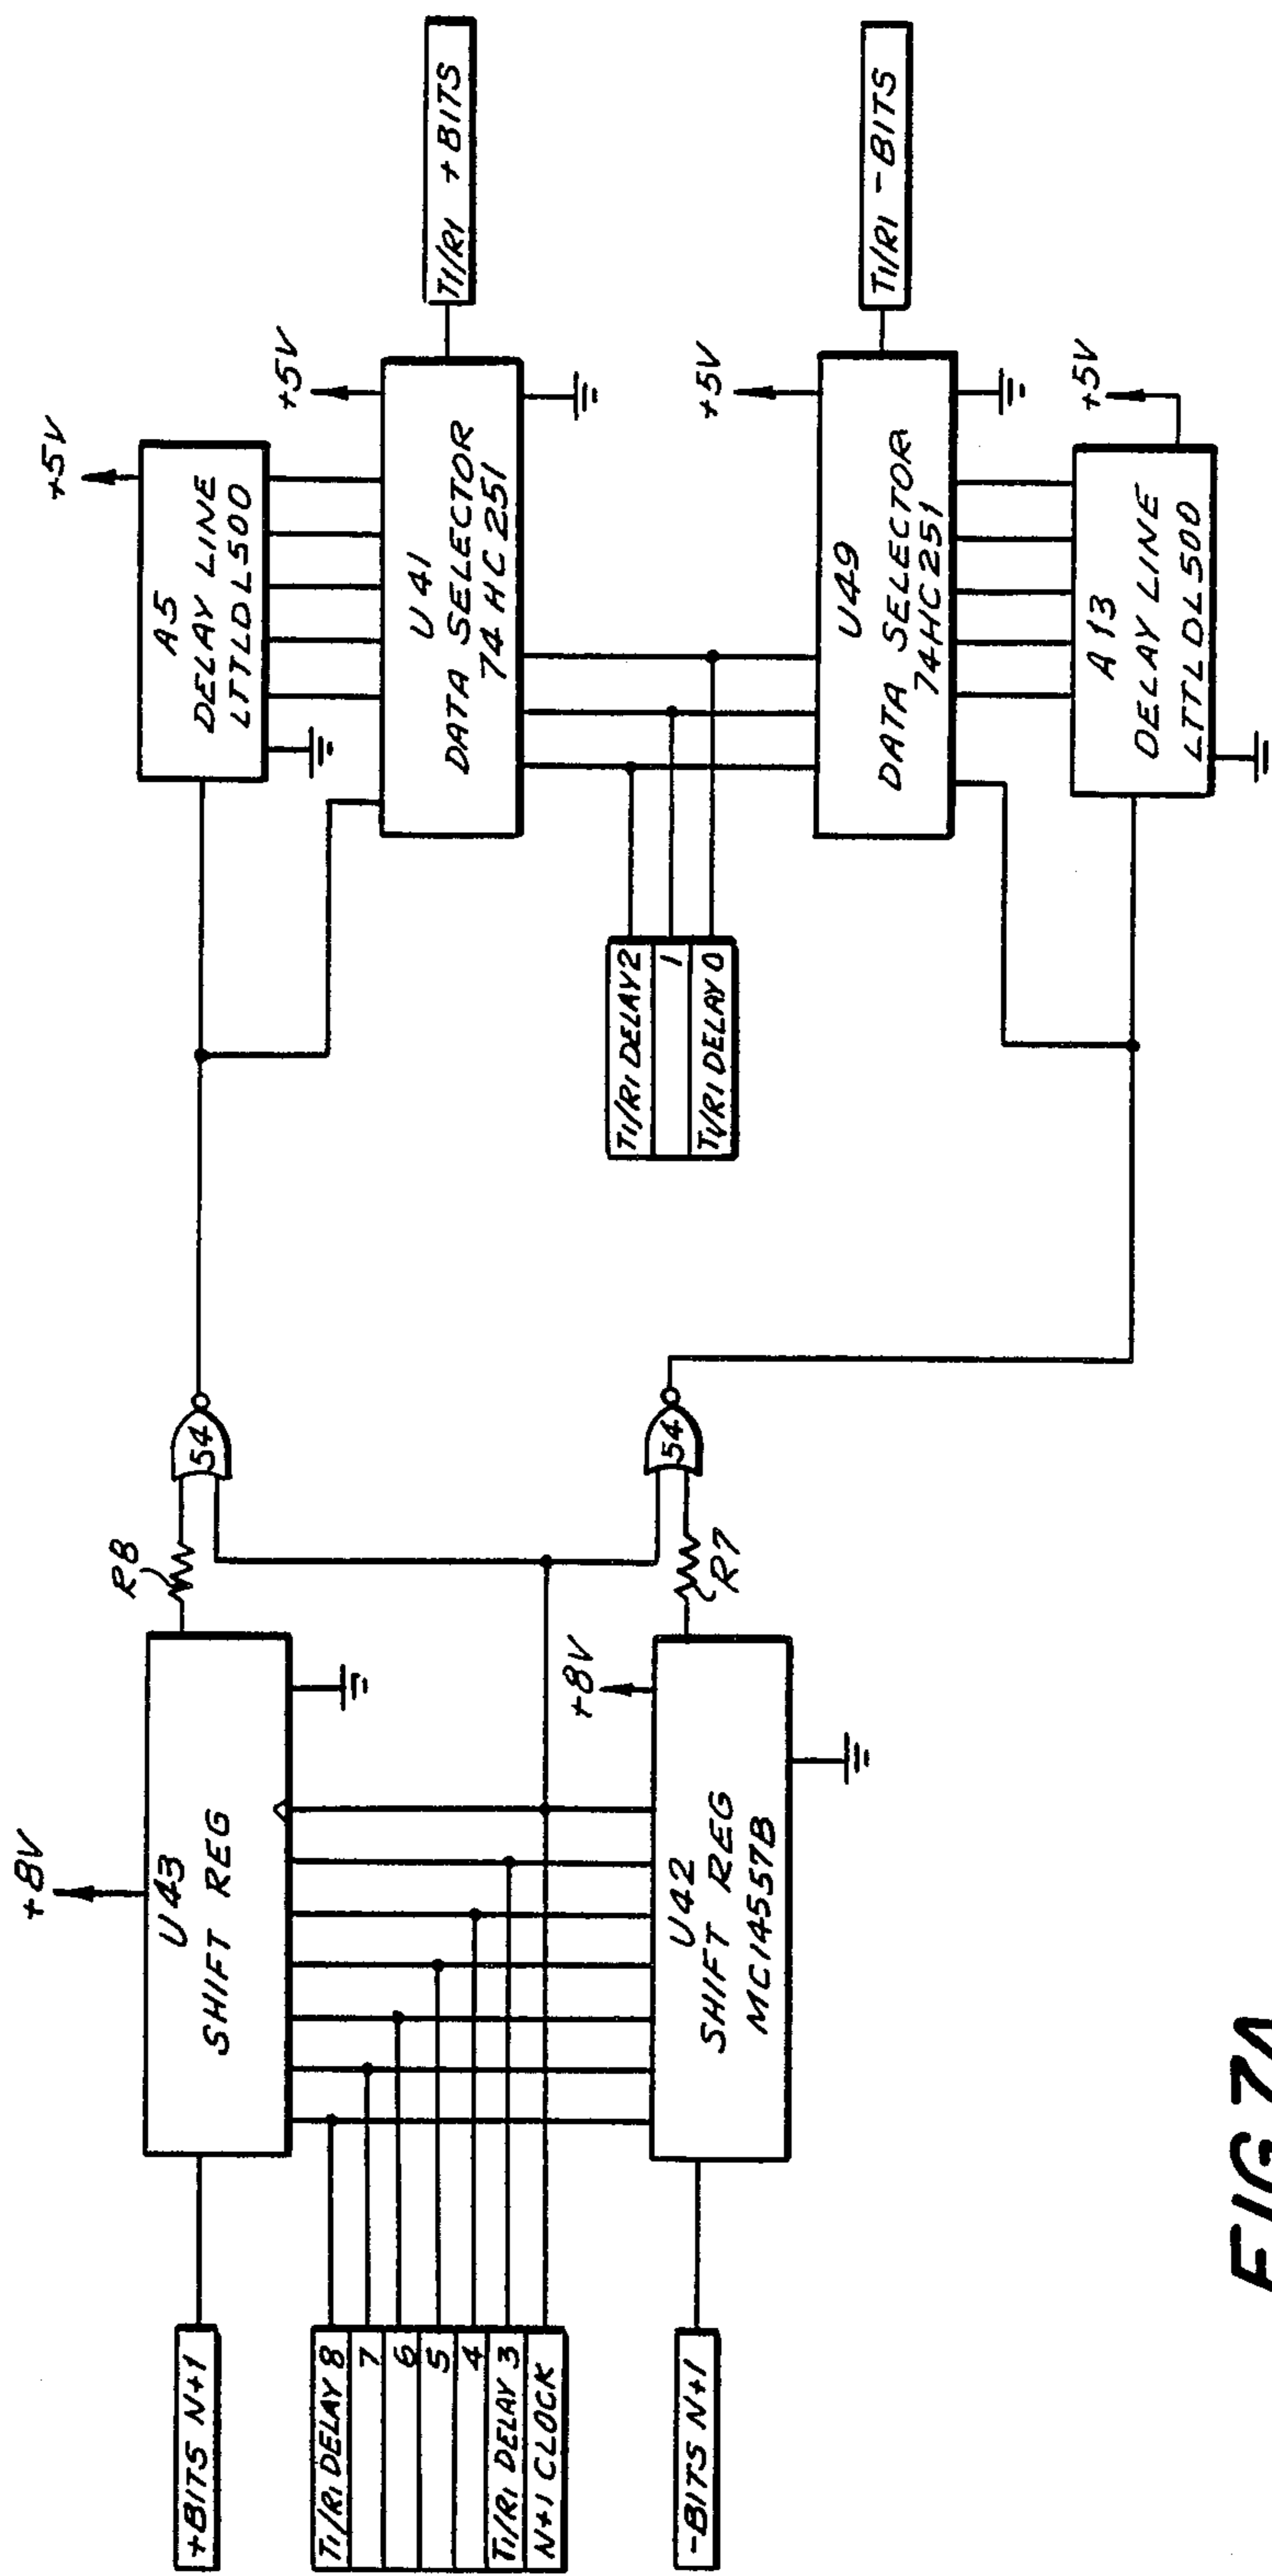 +BITS N+1
T1/R1 DELAY 8
7
6
5
4
T1/R1 DELAY 3
N+1 CLOCK
-BITS N+1
+8V
U43
SHIFT REG
R8
54
+8V
U42
SHIFT REG
MC14557B
R7
54
T1/R1 DELAY 2
1
T1/R1 DELAY 0
+5V
A5
DELAY LINE
LTTLDL500
+5V
U41
DATA SELECTOR
74HC251
T1/R1 +BITS
+5V
U49
DATA SELECTOR
74HC251
T1/R1 -BITS
+5V
A13
DELAY LINE
LTTLDL500
FIG. 7A